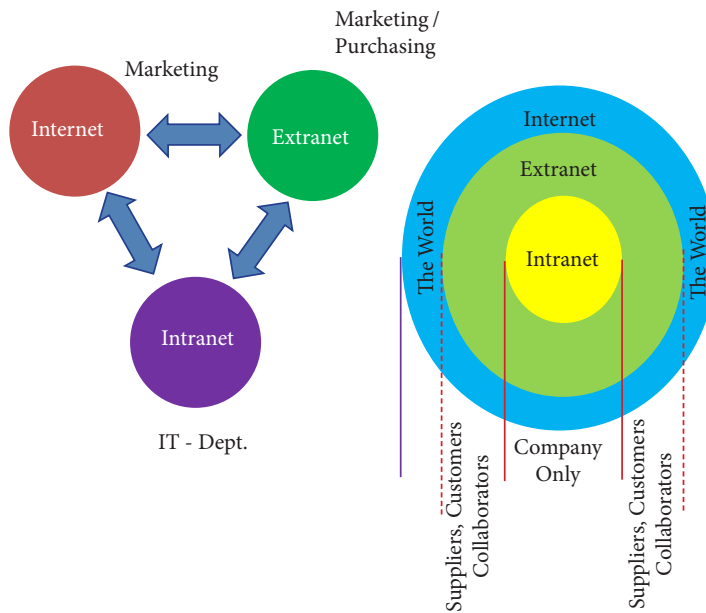 Marketing /
Purchasing
Marketing
Internet
Extranet
Intranet
IT - Dept.
Internet
Extranet
Intranet
The World
The World
Company
Only
Suppliers, Customers
Collaborators
Suppliers, Customers
Collaborators